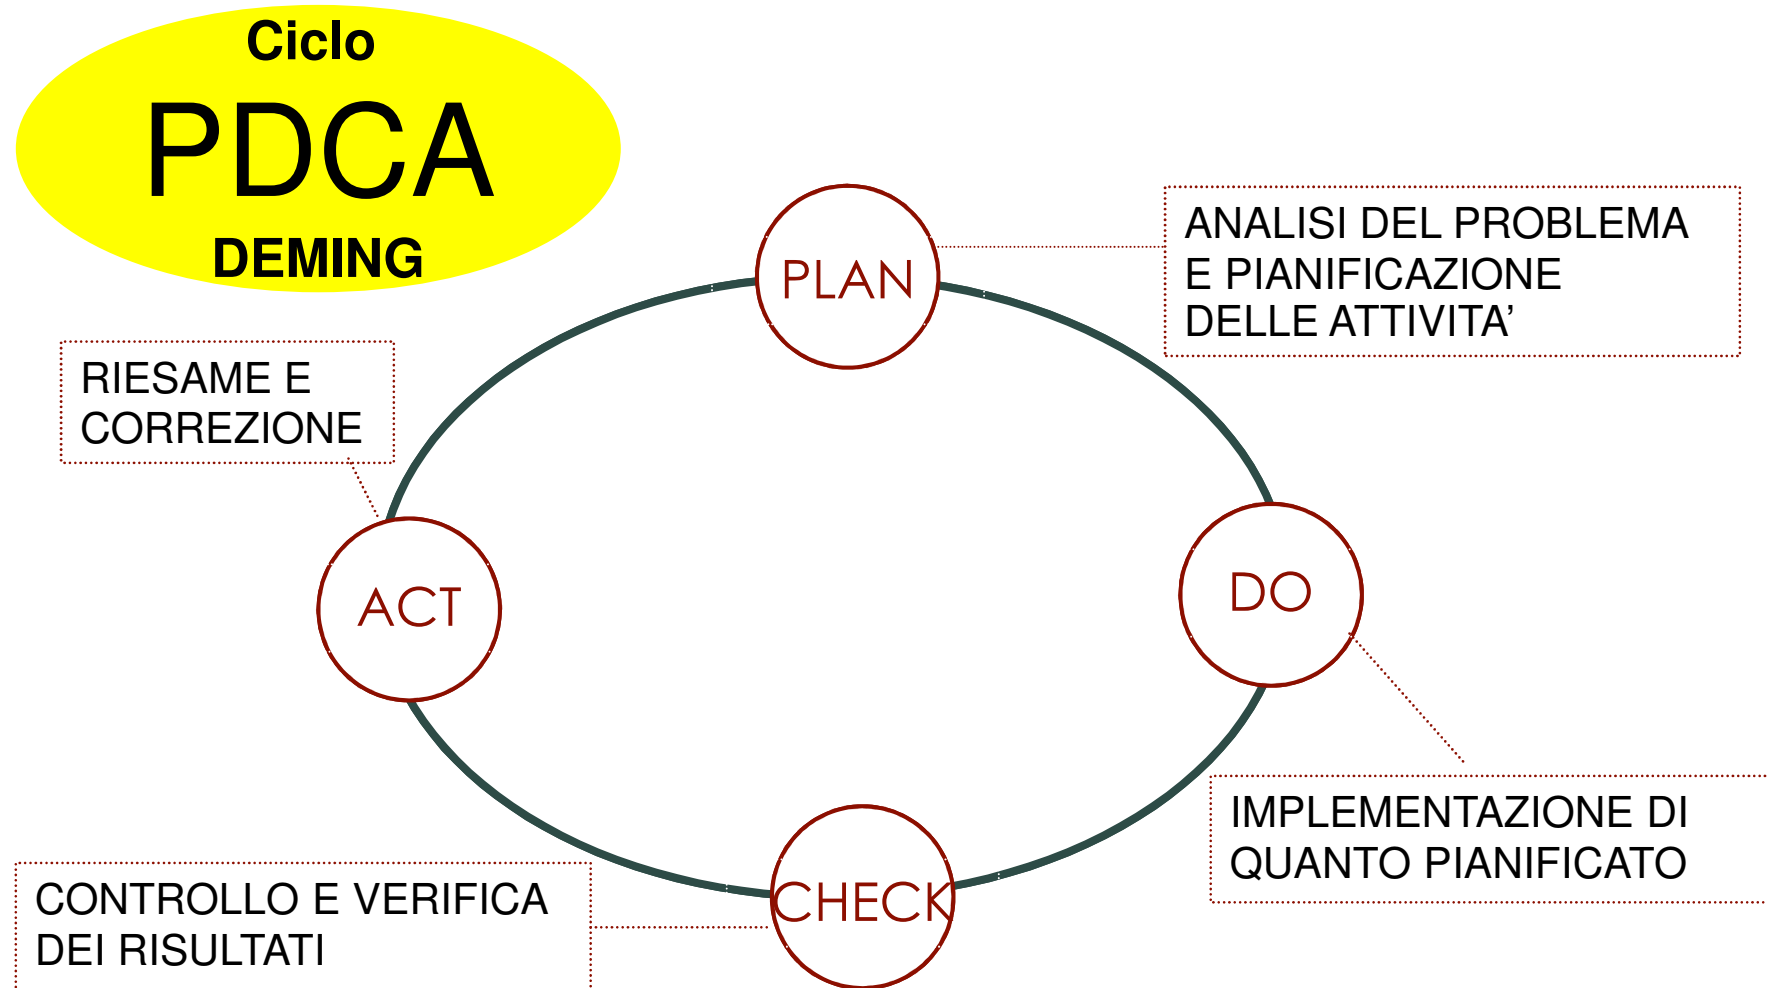 Ciclo
PDCA
DEMING
PLAN
ANALISI DEL PROBLEMA
E PIANIFICAZIONE
DELLE ATTIVITA’
RIESAME E
CORREZIONE
ACT
DO
IMPLEMENTAZIONE DI
QUANTO PIANIFICATO
CHECK
CONTROLLO E VERIFICA
DEI RISULTATI